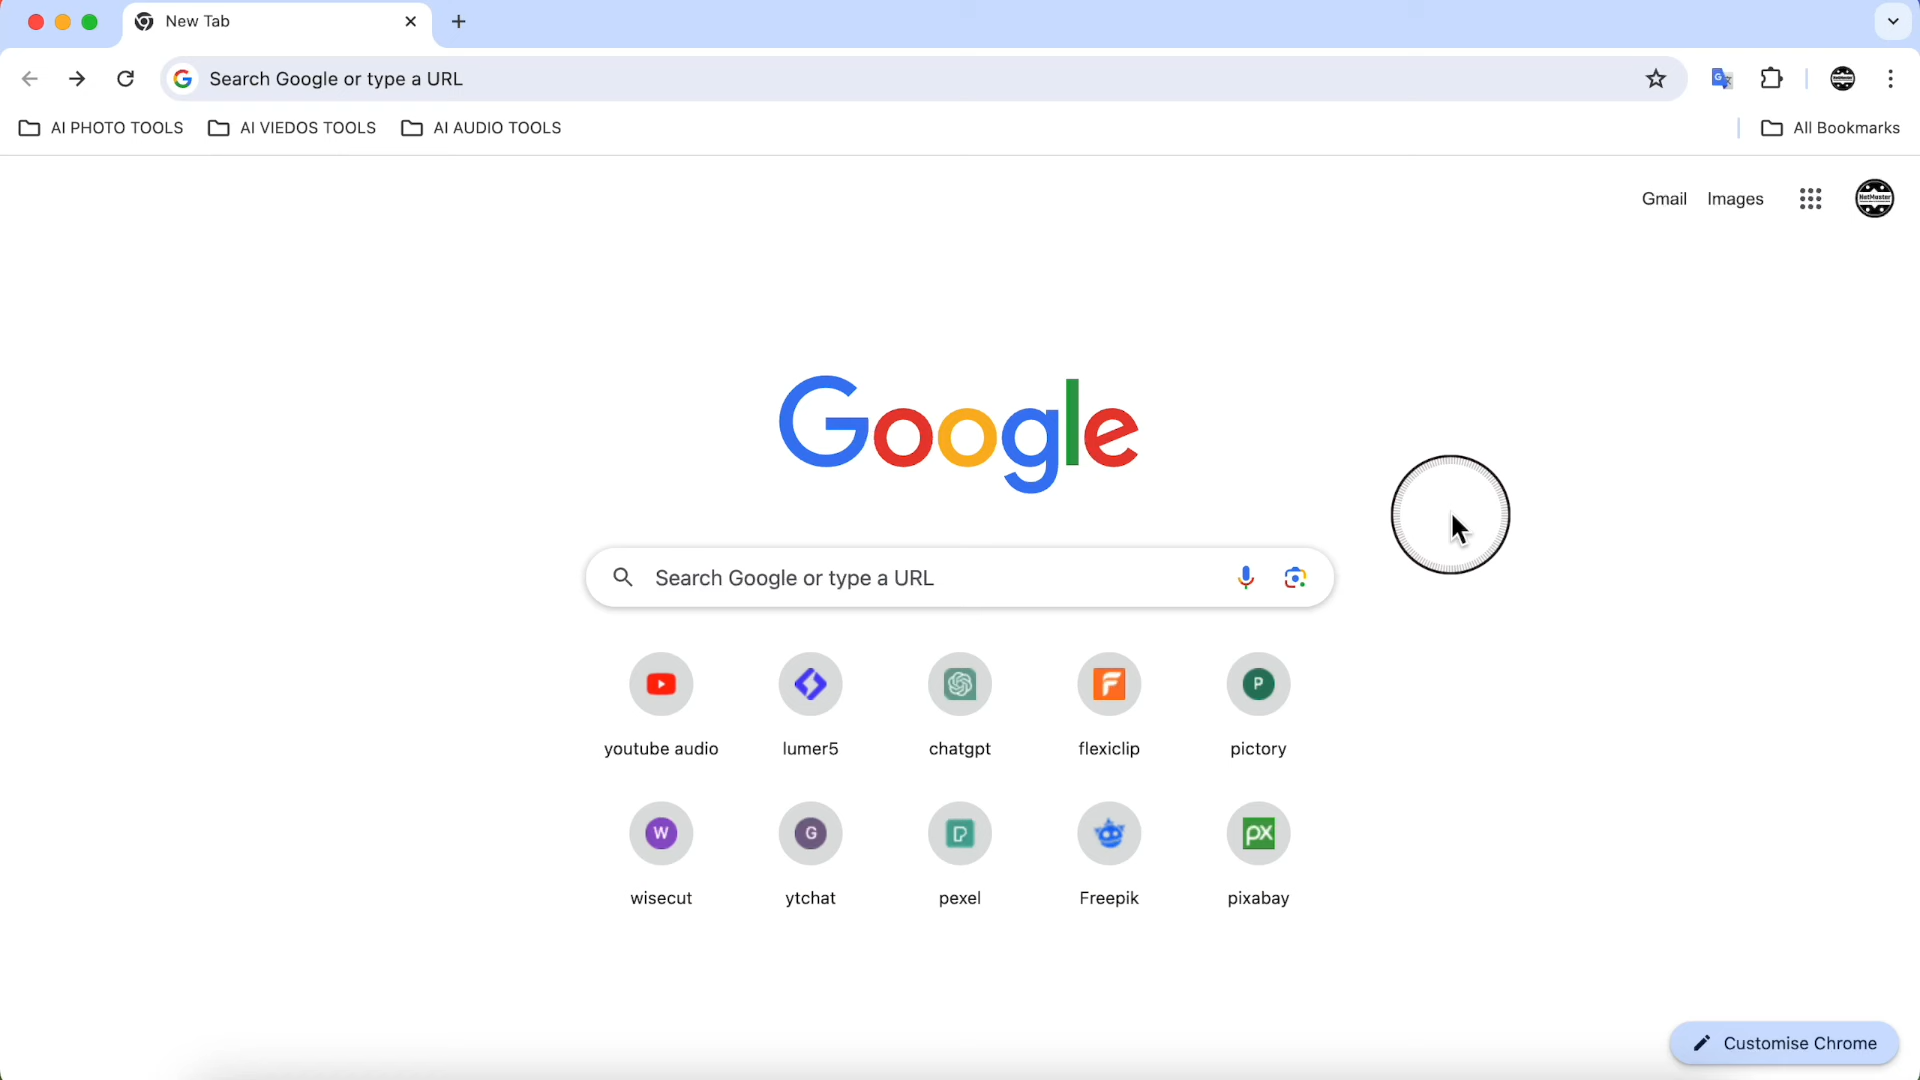 New Tab
Search Google or type a URL
AI PHOTO TOOLS AI VIEDOS TOOLS AI AUDIO TOOLS All Bookmarks
Gmail Images
NetMaster
Google
Search Google or type a URL
youtube audio lumer5 chatgpt flexiclip pictory
P
W G
px
wisecut ytchat pexel Freepik pixabay
Customise Chrome